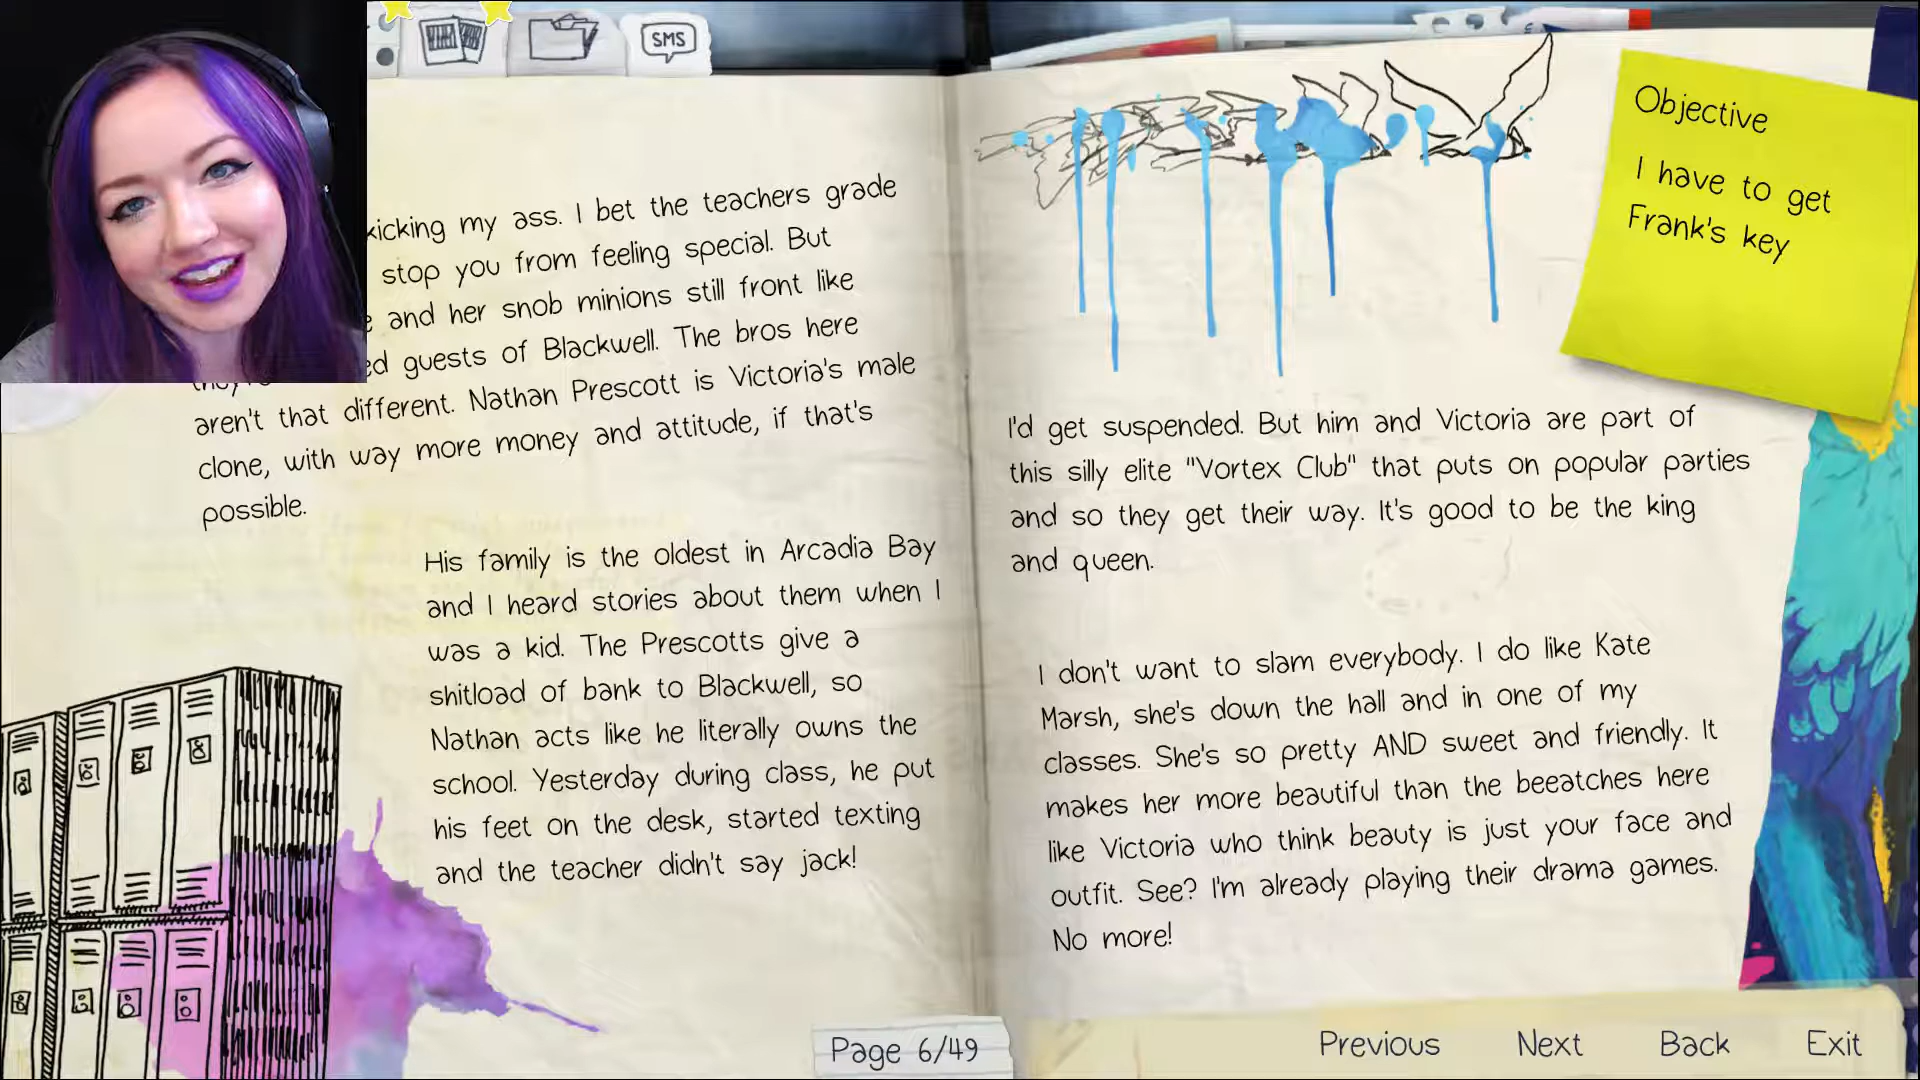 SMS
kicking my ass. I bet the teachers grade
stop you from feeling special. But
and her snob minions still front like
guests of Blackwell. The bros here
aren't that different. Nathan Prescott is Victoria's male
clone, with way more money and attitude, if that's
possible.
His family is the oldest in Arcadia Bay
and I heard stories about them when I
was a kid. The Prescotts give a
shitload of bank to Blackwell, so
Nathan acts like he literally owns the
school. Yesterday during class, he put
his feet on the desk, started texting
and the teacher didn't say jack!
I'd get suspended. But him and Victoria are part of
this silly elite "Vortex Club" that puts on popular parties
and so they get their way. It's good to be the king
and queen.
I don't want to slam everybody. I do like Kate
Marsh, she's down the hall and in one of my
classes. She's so pretty AND sweet and friendly. It
makes her more beautiful than the beeatches here
like Victoria who think beauty is just your face and
outfit. See? I'm already playing their drama games.
No more!
Objective
I have to get
Frank's key
Page 6/49
Previous Next Back Exit